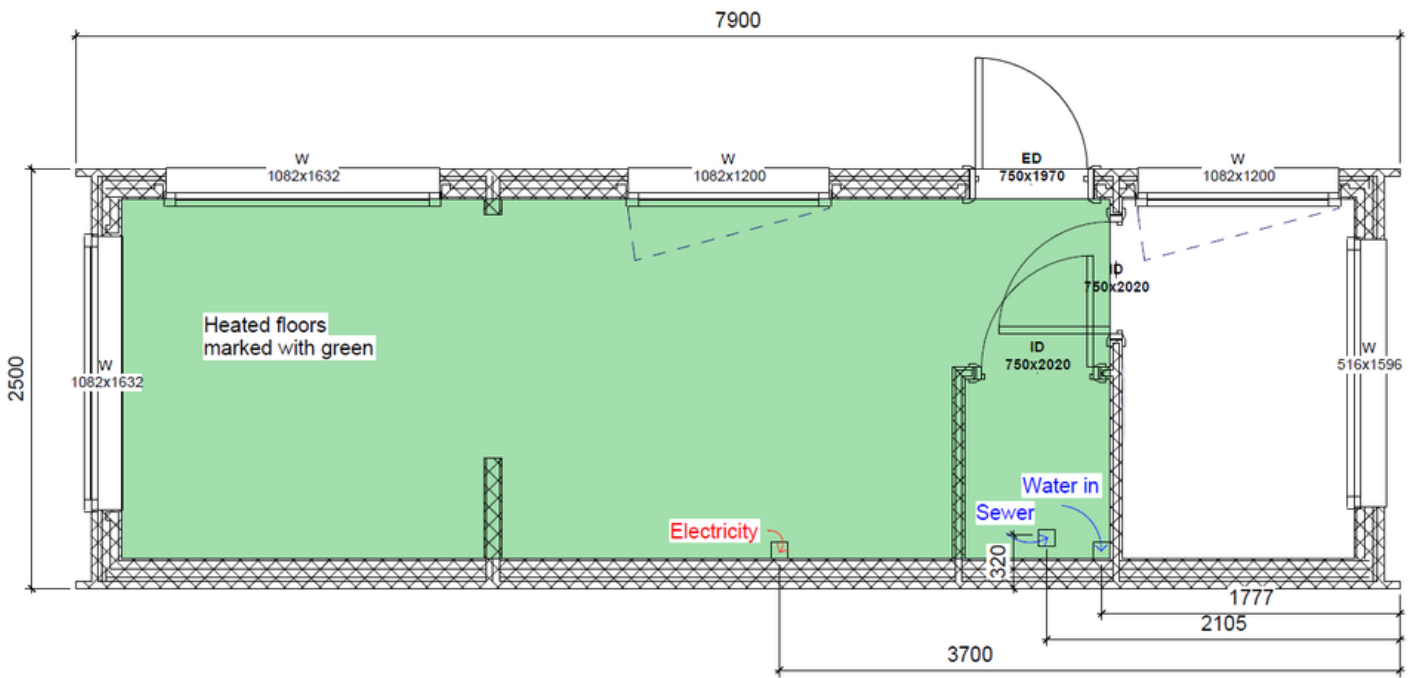 7900
W
1082x1632
W
1082x1200
ED
750x1970
W
1082x1200
ID
750x2020
Heated floors
marked with green
2500
W
1082x1632
ID
750x2020
W
516x1596
Water in
Sewer
Electricity
320
1777
2105
3700